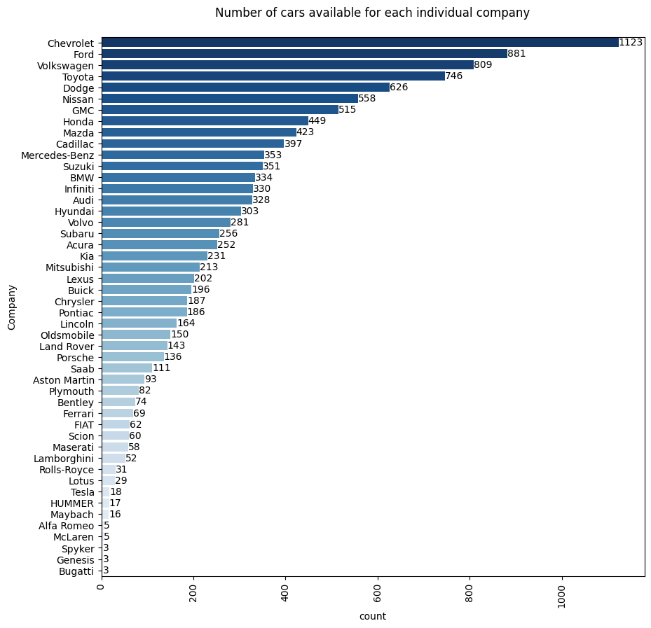 Number of cars available for each individual company
Chevrolet 1123
Ford 881
Volkswagen 809
Toyota 746
Dodge 626
Nissan 558
GMC 515
Honda 449
Mazda 423
Cadillac 397
Mercedes-Benz 353
Suzuki 351
BMW 334
Infiniti 330
Audi 328
Hyundai 303
Volvo 281
Subaru 256
Acura 252
Kia 231
Mitsubishi 213
Lexus 202
Buick 196
Chrysler 187
Pontiac 186
Lincoln 164
Oldsmobile 150
Land Rover 143
Porsche 136
Saab 111
Aston Martin 93
Plymouth 82
Bentley 74
Ferrari 69
FIAT 62
Scion 60
Maserati 58
Lamborghini 52
Rolls-Royce 31
Lotus 29
Tesla 18
HUMMER 17
Maybach 16
Alfa Romeo 5
McLaren 5
Spyker 3
Genesis 3
Bugatti 3
Company
0 200 400 600 800 1000
count